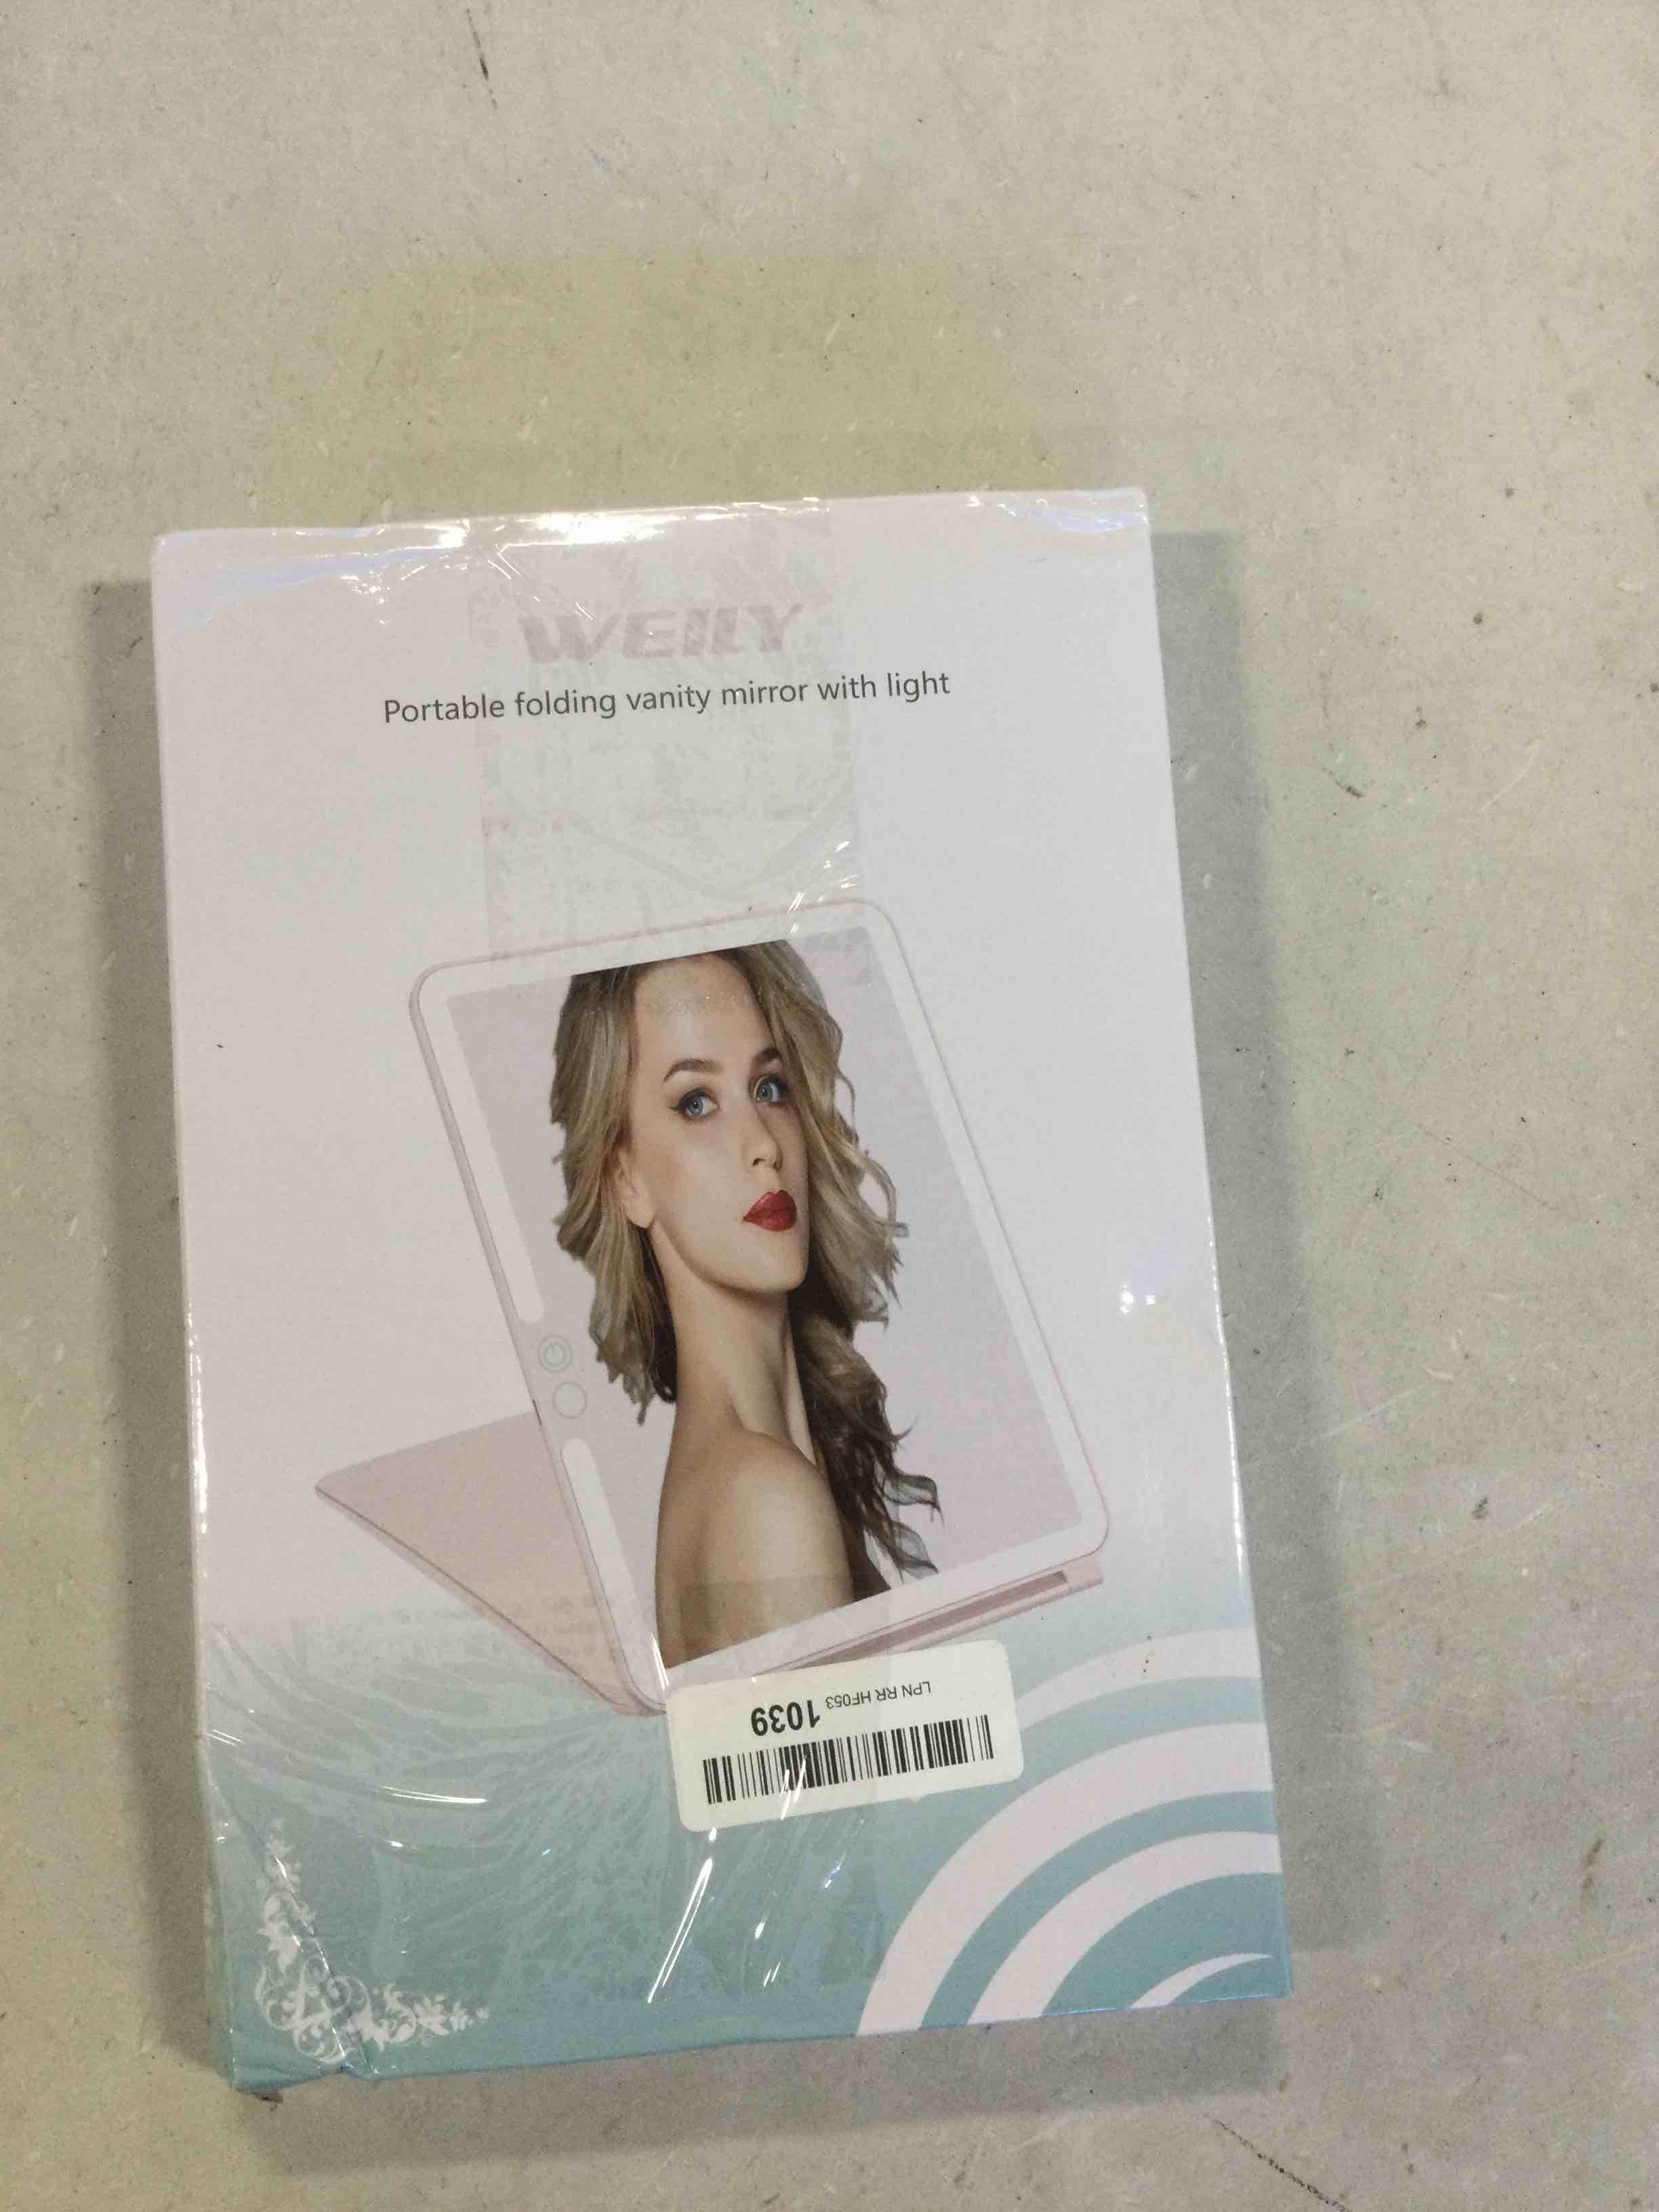 WEILY
Portable folding vanity mirror with light
LPN RR HF053 1039